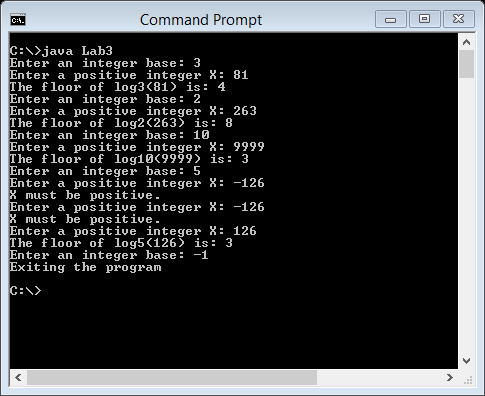 Command Prompt
C:\>java Lab3
Enter an integer base: 3
Enter a positive integer X: 81
The floor of log3(81) is: 4
Enter an integer base: 2
Enter a positive integer X: 263
The floor of log2(263) is: 8
Enter an integer base: 10
Enter a positive integer X: 9999
The floor of log10(9999) is: 3
Enter an integer base: 5
Enter a positive integer X: -126
X must be positive.
Enter a positive integer X: -126
X must be positive.
Enter a positive integer X: 126
The floor of log5(126) is: 3
Enter an integer base: -1
Exiting the program
C:\>